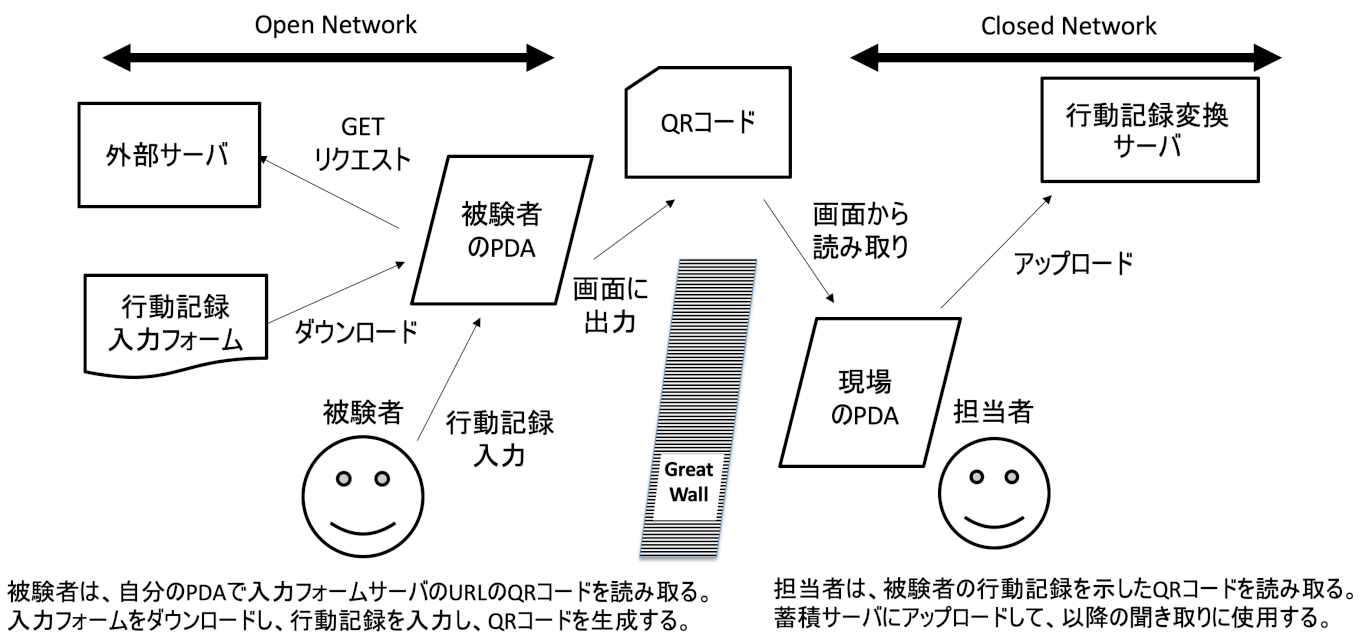 Open Network
Closed Network
外部サーバ
GET
リクエスト
被験者
のPDA
QRコード
行動記録変換
サーバ
行動記録
入力フォーム
ダウンロード
画面に
出力
画面から
読み取り
アップロード
被験者
行動記録
入力
Great
Wall
現場
のPDA
担当者
被験者は、自分のPDAで入力フォームサーバのURLのQRコードを読み取る。
入力フォームをダウンロードし、行動記録を入力し、QRコードを生成する。
担当者は、被験者の行動記録を示したQRコードを読み取る。
蓄積サーバにアップロードして、以降の聞き取りに使用する。